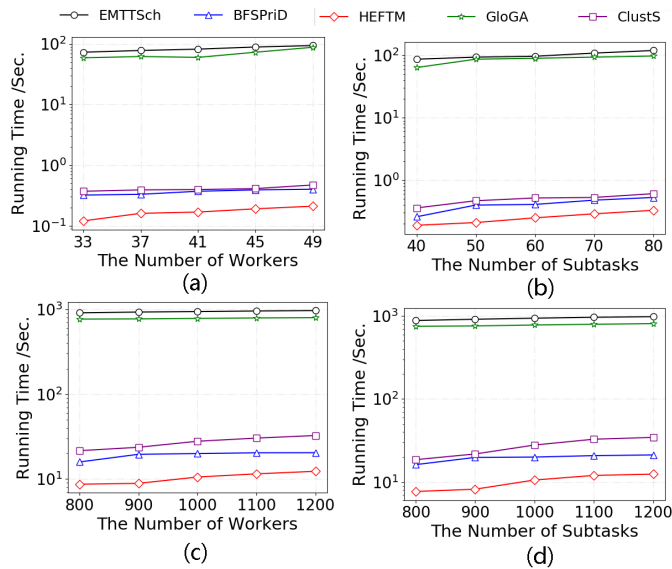 EMTTSch BFSPriD HEFTM GloGA ClustS
Running Time /Sec.
10² 10¹ 10⁰ 10⁻¹
33 37 41 45 49
The Number of Workers
(a)
Running Time /Sec.
10² 10¹ 10⁰
40 50 60 70 80
The Number of Subtasks
(b)
Running Time /Sec.
10³ 10² 10¹
800 900 1000 1100 1200
The Number of Workers
(c)
Running Time /Sec.
10³ 10² 10¹
800 900 1000 1100 1200
The Number of Subtasks
(d)